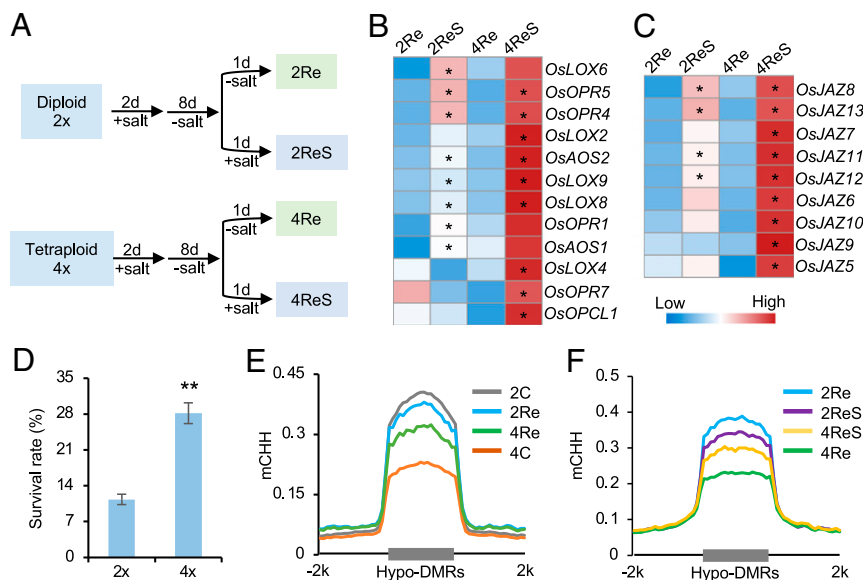 A
Diploid
2x
2d
+salt
8d
-salt
1d
-salt
2Re
1d
+salt
2ReS
Tetraploid
4x
2d
+salt
8d
-salt
1d
-salt
4Re
1d
+salt
4ReS
B
2Re 2ReS 4Re 4ReS
OsLOX6
* OsOPR5
* * OsOPR4
* OsLOX2
* * OsAOS2
* * OsLOX9
* * OsLOX8
* OsOPR1
* OsAOS1
* OsLOX4
* OsOPR7
* OsOPCL1
C
2Re 2ReS 4Re 4ReS
* * OsJAZ8
* * OsJAZ13
* OsJAZ7
* * OsJAZ11
* * OsJAZ12
* OsJAZ6
* OsJAZ10
* OsJAZ9
* OsJAZ5
Low High
D
Survival rate (%)
35
28
21
14
7
0
**
2x 4x
E
mCHH
0.45
0.3
0.15
0
2C
2Re
4Re
4C
-2k Hypo-DMRs 2k
F
mCHH
0.5
0.4
0.3
0.2
0.1
0
2Re
2ReS
4ReS
4Re
-2k Hypo-DMRs 2k